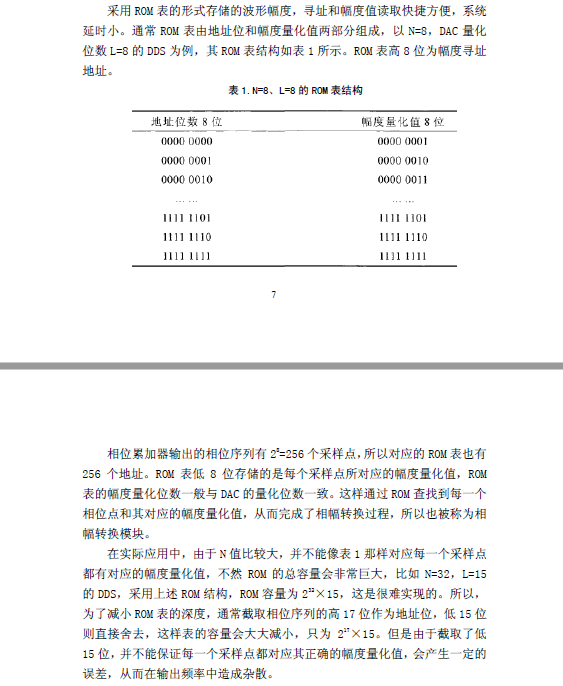 采用 ROM 表的形式存储的波形幅度，寻址和幅度值读取快捷方便，系统
延时小。通常 ROM 表由地址位和幅度量化值两部分组成，以 N=8，DAC 量化
位数 L=8 的 DDS 为例，其 ROM 表结构如表 1 所示。ROM 表高 8 位为幅度寻址
地址。
表 1.N=8、L=8 的 ROM 表结构
地址位数 8 位 幅度量化值 8 位
0000 0000 0000 0001
0000 0001 0000 0010
0000 0010 0000 0011
... ... ... ...
1111 1101 1111 1101
1111 1110 1111 1110
1111 1111 1111 1111
7
相位累加器输出的相位序列有 2⁸=256 个采样点，所以对应的 ROM 表也有
256 个地址。ROM 表低 8 位存储的是每个采样点所对应的幅度量化值，ROM
表的幅度量化位数一般与 DAC 的量化位数一致。这样通过 ROM 查找到每一个
相位点和其对应的幅度量化值，从而完成了相幅转换过程，所以也被称为相
幅转换模块。
在实际应用中，由于 N 值比较大，并不能像表 1 那样对应每一个采样点
都有对应的幅度量化值，不然 ROM 的总容量会非常巨大，比如 N=32，L=15
的 DDS，采用上述 ROM 结构，ROM 容量为 2³²×15，这是很难实现的。所以，
为了减小 ROM 表的深度，通常截取相位序列的高 17 位作为地址位，低 15 位
则直接舍去，这样表的容量会大大减小，只为 2¹⁷×15。但是由于截取了低
15 位，并不能保证每一个采样点都对应其正确的幅度量化值，会产生一定的
误差，从而在输出频率中造成杂散。